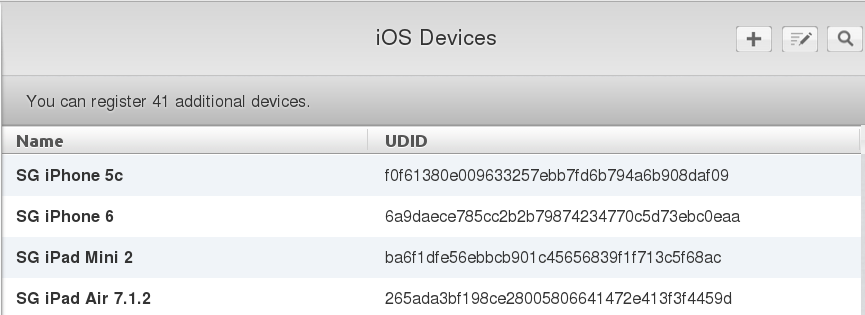 iOS Devices
You can register 41 additional devices.
Name UDID
SG iPhone 5c f0f61380e009633257ebb7fd6b794a6b908daf09
SG iPhone 6 6a9daece785cc2b2b79874234770c5d73ebc0eaa
SG iPad Mini 2 ba6f1dfe56ebbcb901c45656839f1f713c5f68ac
SG iPad Air 7.1.2 265ada3bf198ce28005806641472e413f3f4459d